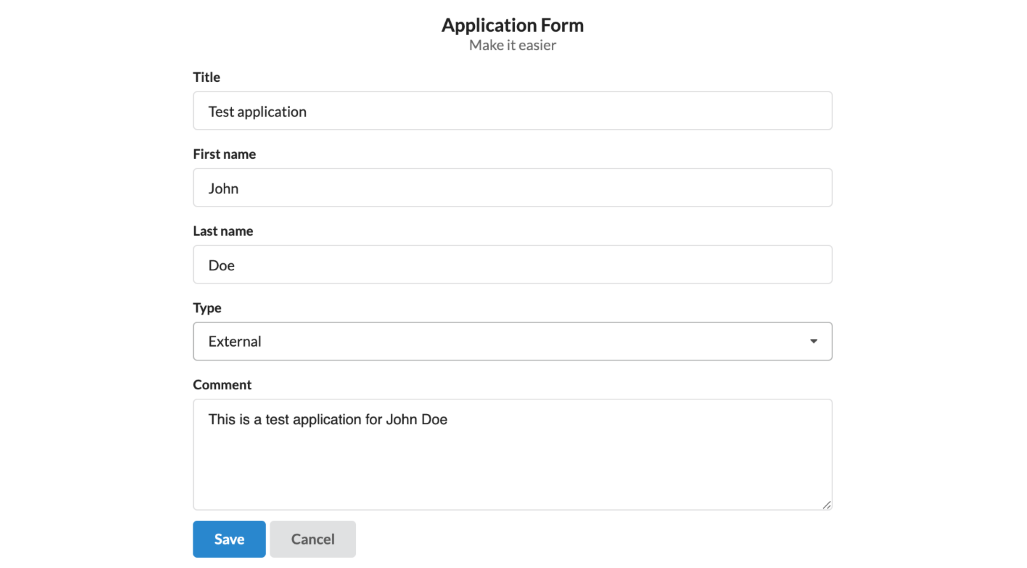 Application Form
Make it easier
Title
Test application
First name
John
Last name
Doe
Type
External
Comment
This is a test application for John Doe
Save Cancel